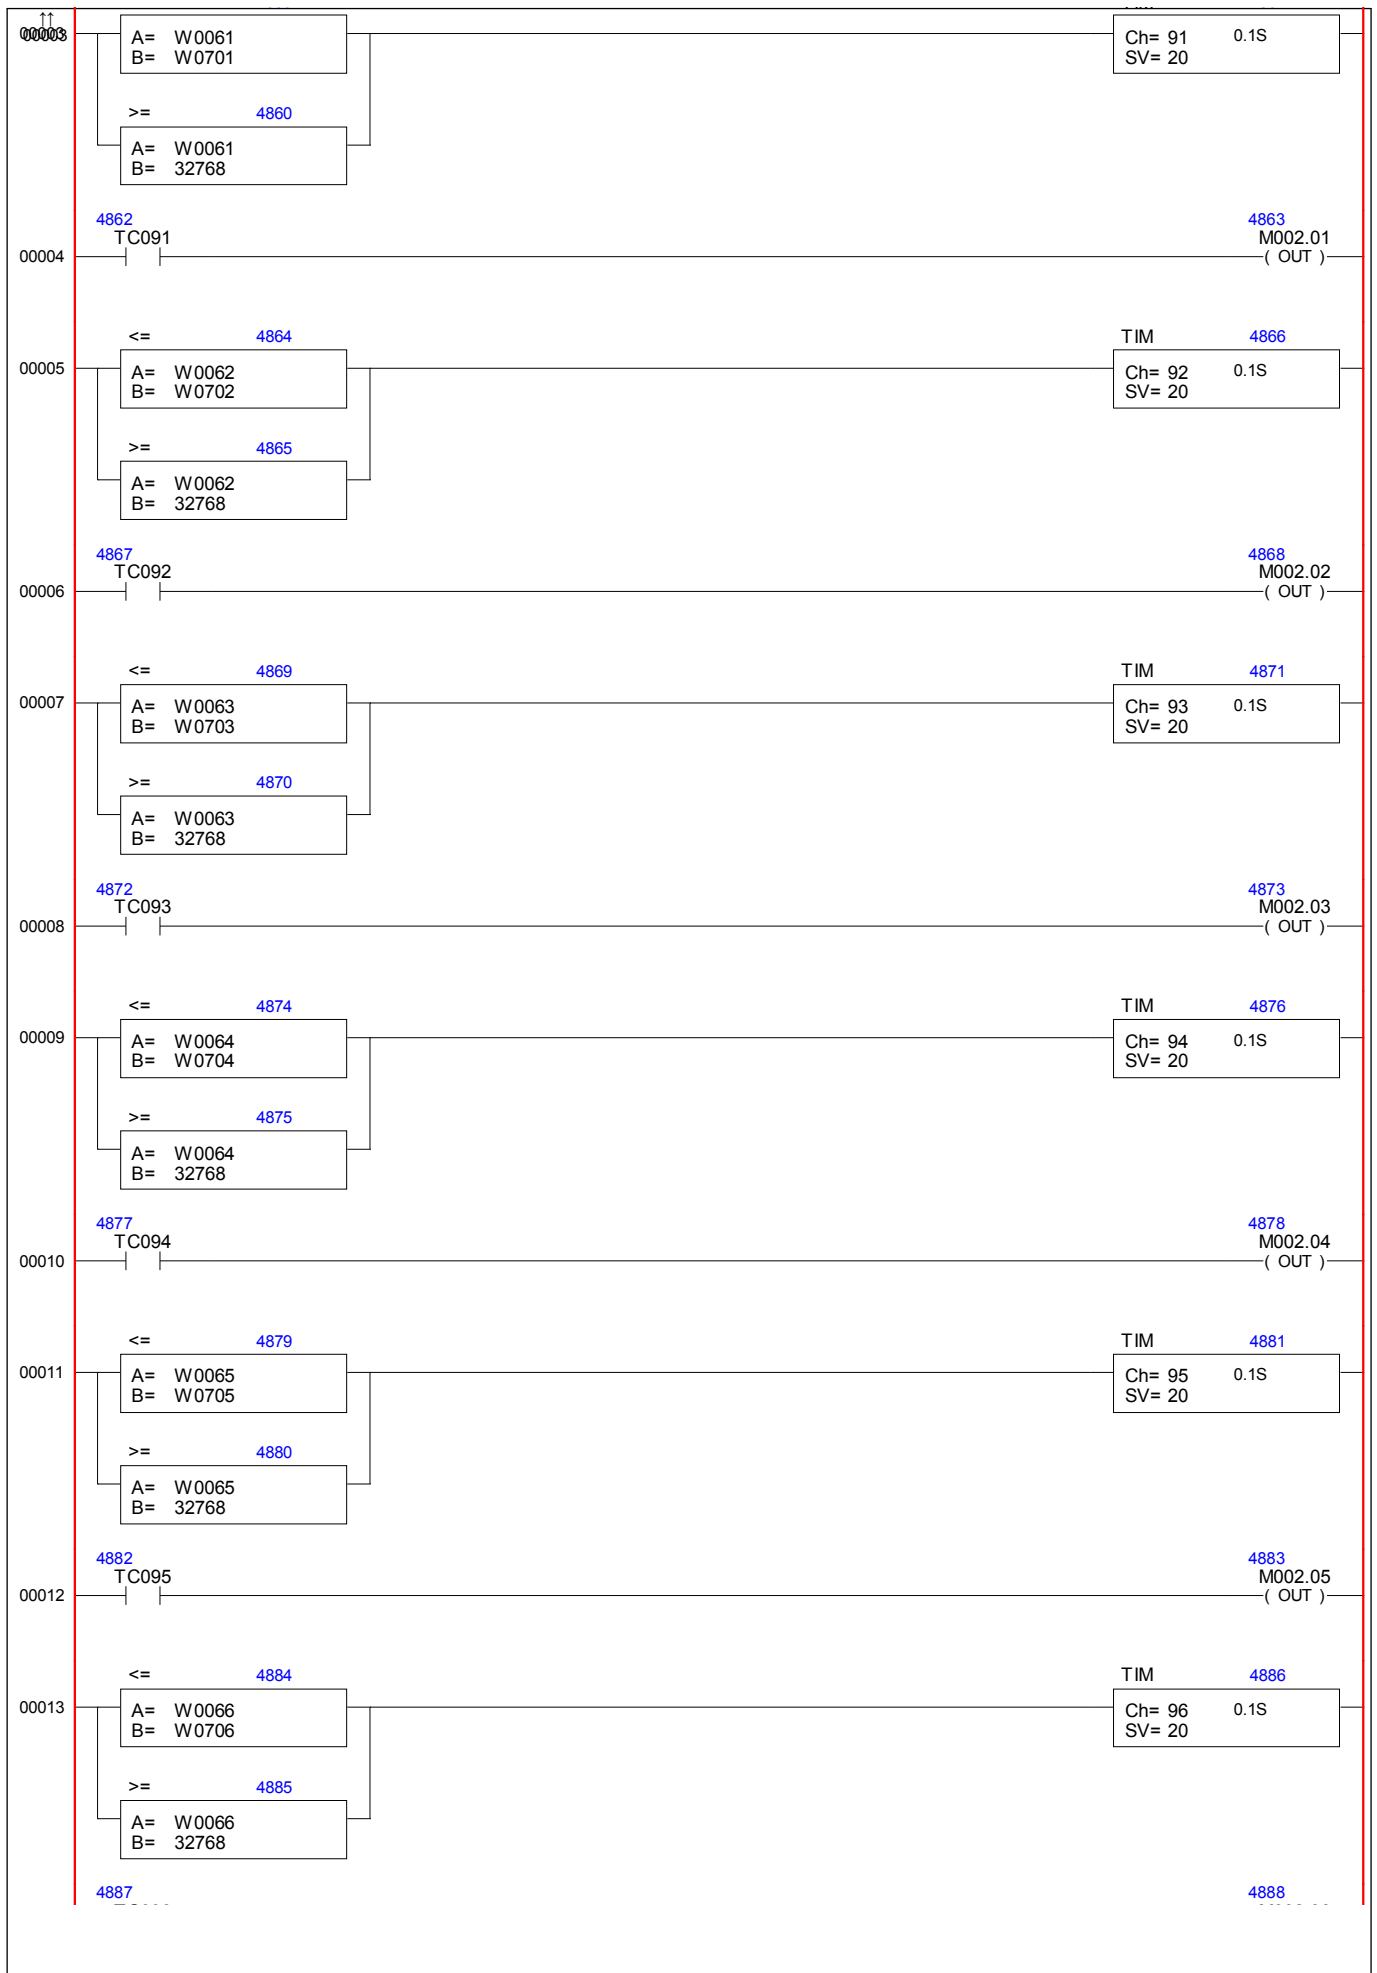 ↑↑
00003
A= W0061
B= W0701
Ch= 91 0.1S
SV= 20
>= 4860
A= W0061
B= 32768
4862 4863
TC091 M002.01
00004 ( OUT )
<= 4864 TIM 4866
00005 A= W0062 Ch= 92 0.1S
B= W0702 SV= 20
>= 4865
A= W0062
B= 32768
4867 4868
TC092 M002.02
00006 ( OUT )
<= 4869 TIM 4871
00007 A= W0063 Ch= 93 0.1S
B= W0703 SV= 20
>= 4870
A= W0063
B= 32768
4872 4873
TC093 M002.03
00008 ( OUT )
<= 4874 TIM 4876
00009 A= W0064 Ch= 94 0.1S
B= W0704 SV= 20
>= 4875
A= W0064
B= 32768
4877 4878
TC094 M002.04
00010 ( OUT )
<= 4879 TIM 4881
00011 A= W0065 Ch= 95 0.1S
B= W0705 SV= 20
>= 4880
A= W0065
B= 32768
4882 4883
TC095 M002.05
00012 ( OUT )
<= 4884 TIM 4886
00013 A= W0066 Ch= 96 0.1S
B= W0706 SV= 20
>= 4885
A= W0066
B= 32768
4887 4888